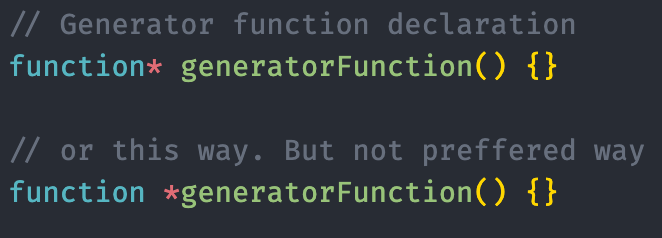 // Generator function declaration
function* generatorFunction() {}
// or this way. But not preffered way
function *generatorFunction() {}